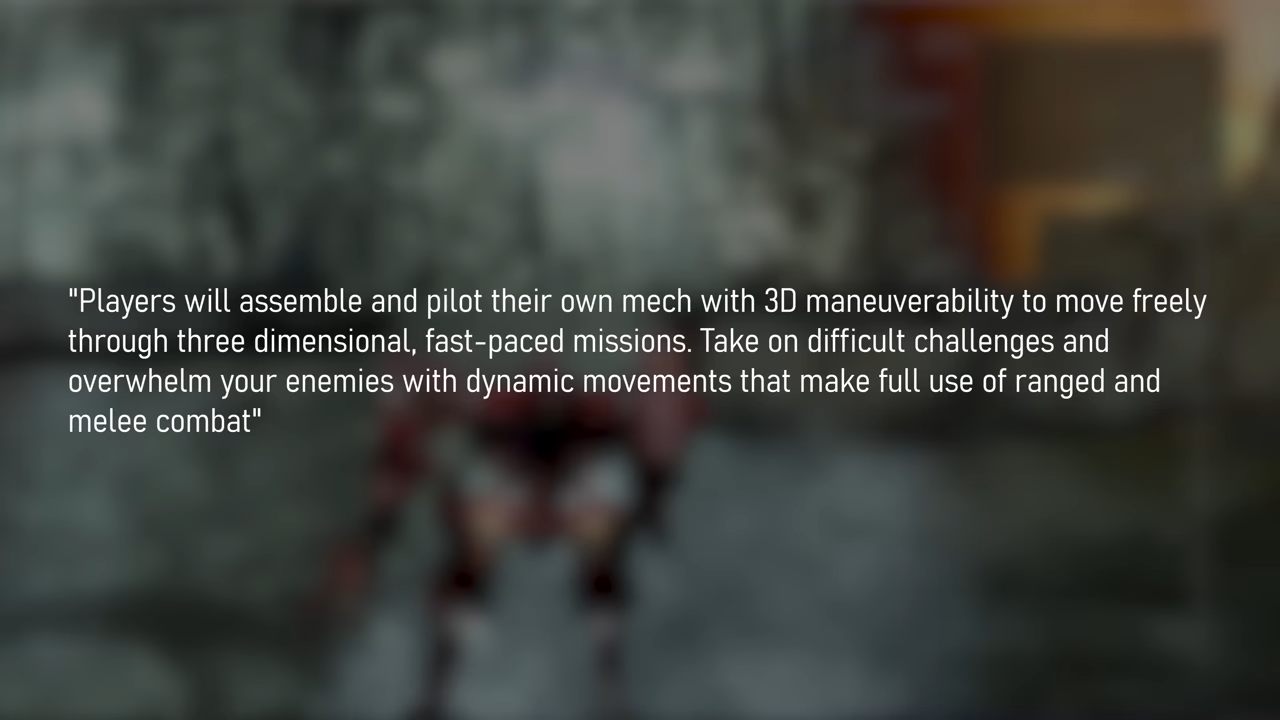 "Players will assemble and pilot their own mech with 3D maneuverability to move freely
through three dimensional, fast-paced missions. Take on difficult challenges and
overwhelm your enemies with dynamic movements that make full use of ranged and
melee combat"